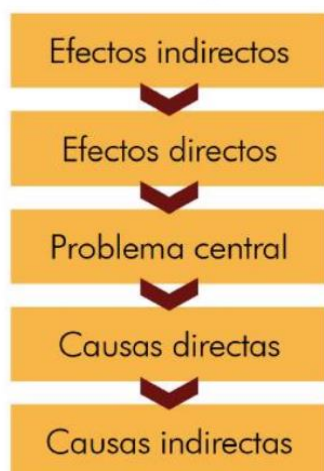 Efectos indirectos
Efectos directos
Problema central
Causas directas
Causas indirectas